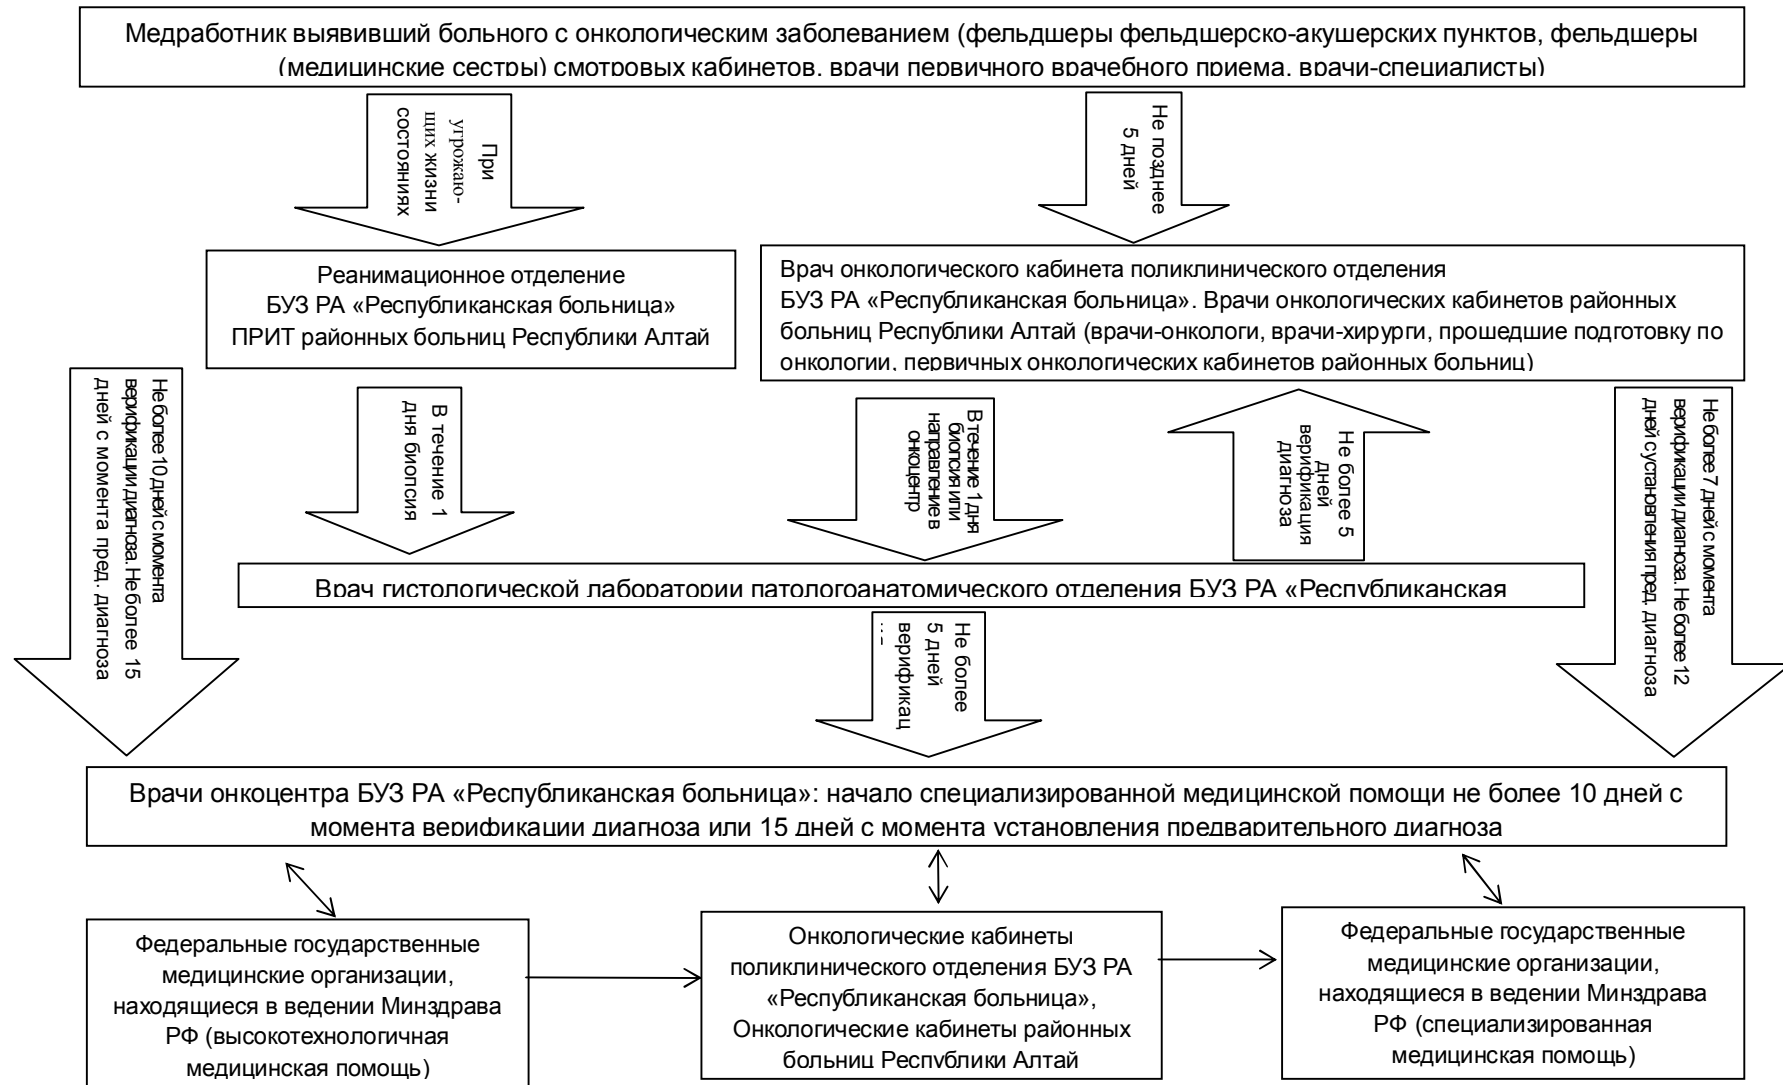 Медработник выявивший больного с онкологическим заболеванием (фельдшеры фельдшерско-акушерских пунктов, фельдшеры
(медицинские сестры) смотровых кабинетов, врачи первичного врачебного приема, врачи-специалисты)
При
угрожаю-
щих жизни
состояниях
Не позднее
5 дней
Реанимационное отделение
БУЗ РА «Республиканская больница»
ПРИТ районных больниц Республики Алтай
Врач онкологического кабинета поликлинического отделения
БУЗ РА «Республиканская больница». Врачи онкологических кабинетов районных
больниц Республики Алтай (врачи-онкологи, врачи-хирурги, прошедшие подготовку по
онкологии, первичных онкологических кабинетов районных больниц)
Не более 10 дней с момента
верификации диагноза. Не более 15
дней с момента пред. диагноза
В течение 1
дня биопсия
В течение 1 дня
биопсия или
направление в
онкоцентр
Не более 5
дней
верификация
диагноза
Не более 7 дней с момента
верификации диагноза. Не более 12
дней с установления пред. диагноза
Врач гистологической лаборатории патологоанатомического отделения БУЗ РА «Республиканская
Не более
5 дней
верификац
Врачи онкоцентра БУЗ РА «Республиканская больница»: начало специализированной медицинской помощи не более 10 дней с
момента верификации диагноза или 15 дней с момента установления предварительного диагноза
Федеральные государственные
медицинские организации,
находящиеся в ведении Минздрава
РФ (высокотехнологичная
медицинская помощь)
Онкологические кабинеты
поликлинического отделения БУЗ РА
«Республиканская больница»,
Онкологические кабинеты районных
больниц Республики Алтай
Федеральные государственные
медицинские организации,
находящиеся в ведении Минздрава
РФ (специализированная
медицинская помощь)